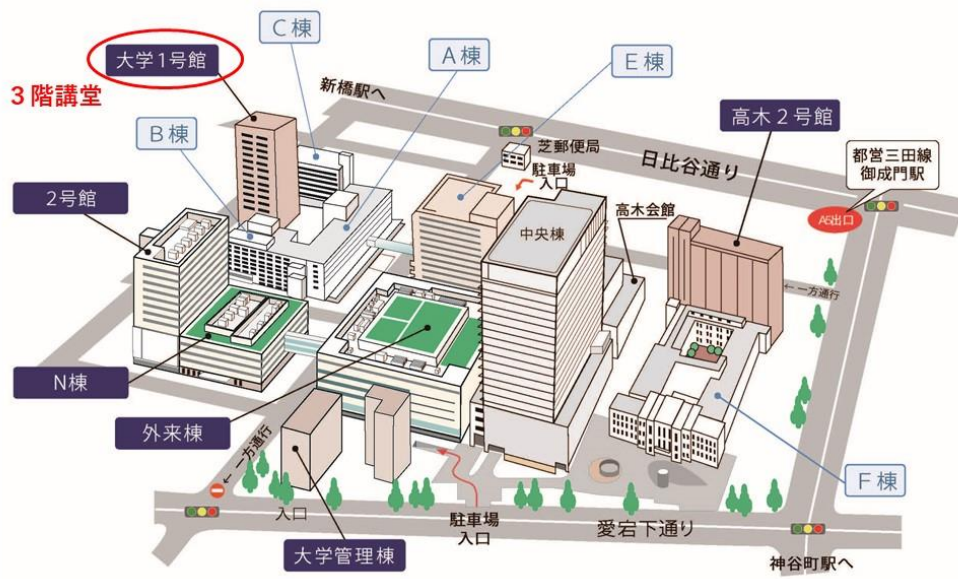 C棟
大学1号館
A棟
E棟
3階講堂
新橋駅へ
高木2号館
B棟
芝郵便局
日比谷通り
都営三田線
御成門駅
駐車場
入口
2号館
高木会館
A5出口
中央棟
←一方通行
N棟
外来棟
←一方通行
F棟
入口
駐車場
入口
愛宕下通り
大学管理棟
神谷町駅へ